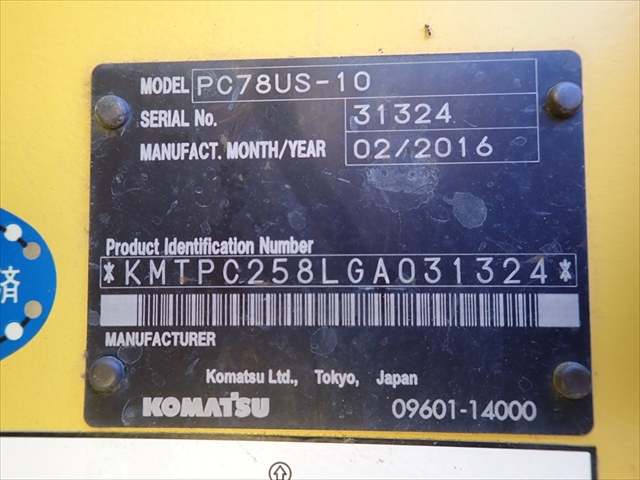 MODEL PC78US-10
SERIAL No. 31324
MANUFACT. MONTH/YEAR 02/2016
Product Identification Number
*KMTPC258LGA031324*
MANUFACTURER
Komatsu Ltd., Tokyo, Japan
KOMATSU 09601-14000
済